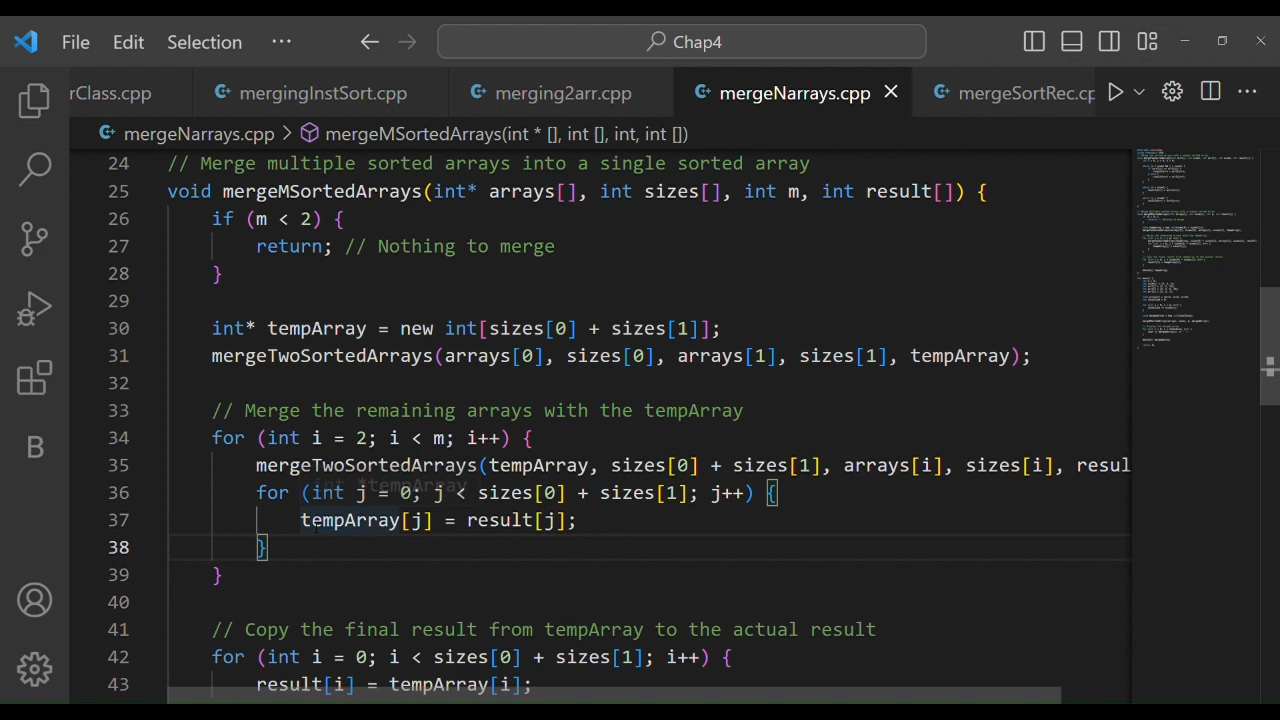 File Edit Selection ··· Chap4
rClass.cpp mergingInstSort.cpp merging2arr.cpp mergeNarrays.cpp mergeSortRec.cp
mergeNarrays.cpp > mergeMSortedArrays(int * [], int [], int, int [])
24 // Merge multiple sorted arrays into a single sorted array
25 void mergeMSortedArrays(int* arrays[], int sizes[], int m, int result[]) {
26 if (m < 2) {
27 return; // Nothing to merge
28 }
29
30 int* tempArray = new int[sizes[0] + sizes[1]];
31 mergeTwoSortedArrays(arrays[0], sizes[0], arrays[1], sizes[1], tempArray);
32
33 // Merge the remaining arrays with the tempArray
34 for (int i = 2; i < m; i++) {
35 mergeTwoSortedArrays(tempArray, sizes[0] + sizes[1], arrays[i], sizes[i], resul
int *tempArray
36 for (int j = 0; j < sizes[0] + sizes[1]; j++) {
37 tempArray[j] = result[j];
38 }
39 }
40
41 // Copy the final result from tempArray to the actual result
42 for (int i = 0; i < sizes[0] + sizes[1]; i++) {
43 result[i] = tempArray[i];
B